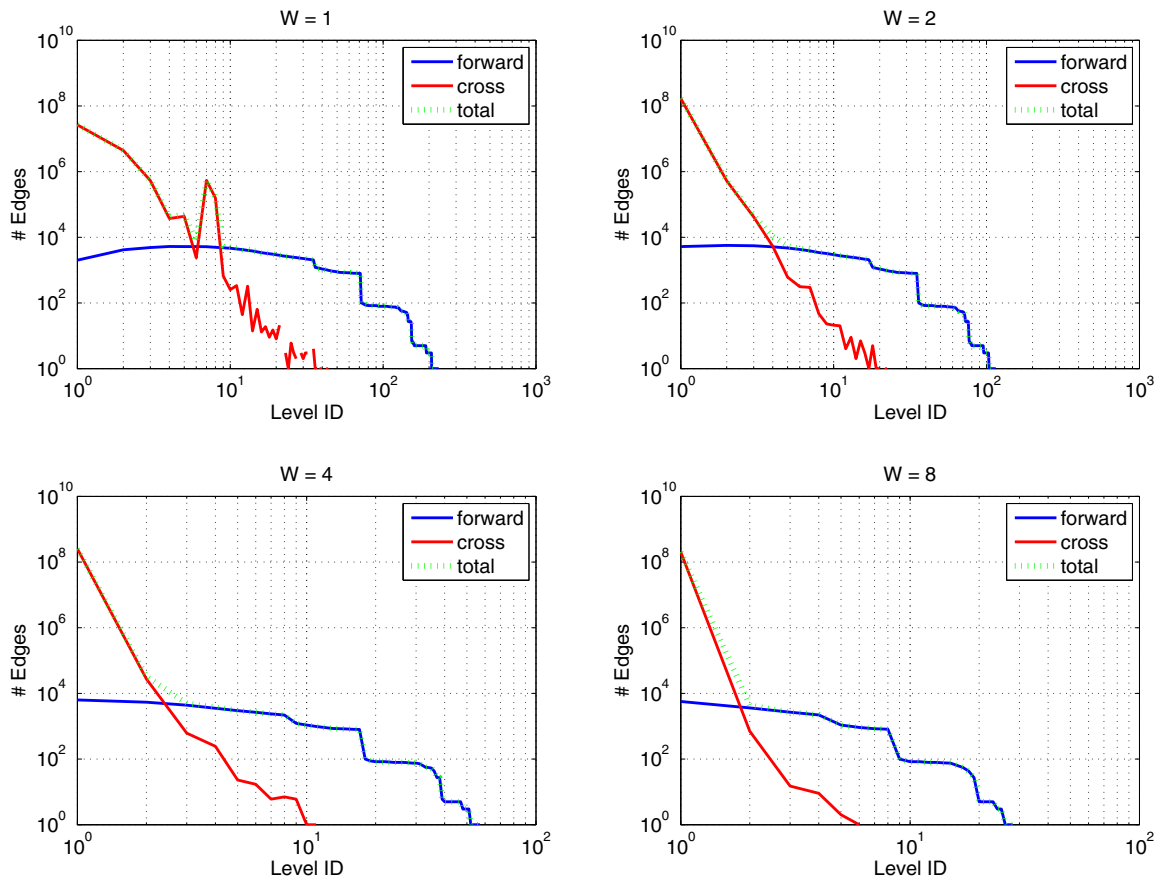 W = 1
10^10
10^8
10^6
10^4
10^2
10^0
# Edges
forward
cross
total
10^0
10^1
10^2
10^3
Level ID
W = 2
10^10
10^8
10^6
10^4
10^2
10^0
# Edges
forward
cross
total
10^0
10^1
10^2
10^3
Level ID
W = 4
10^10
10^8
10^6
10^4
10^2
10^0
# Edges
forward
cross
total
10^0
10^1
10^2
Level ID
W = 8
10^10
10^8
10^6
10^4
10^2
10^0
# Edges
forward
cross
total
10^0
10^1
10^2
Level ID